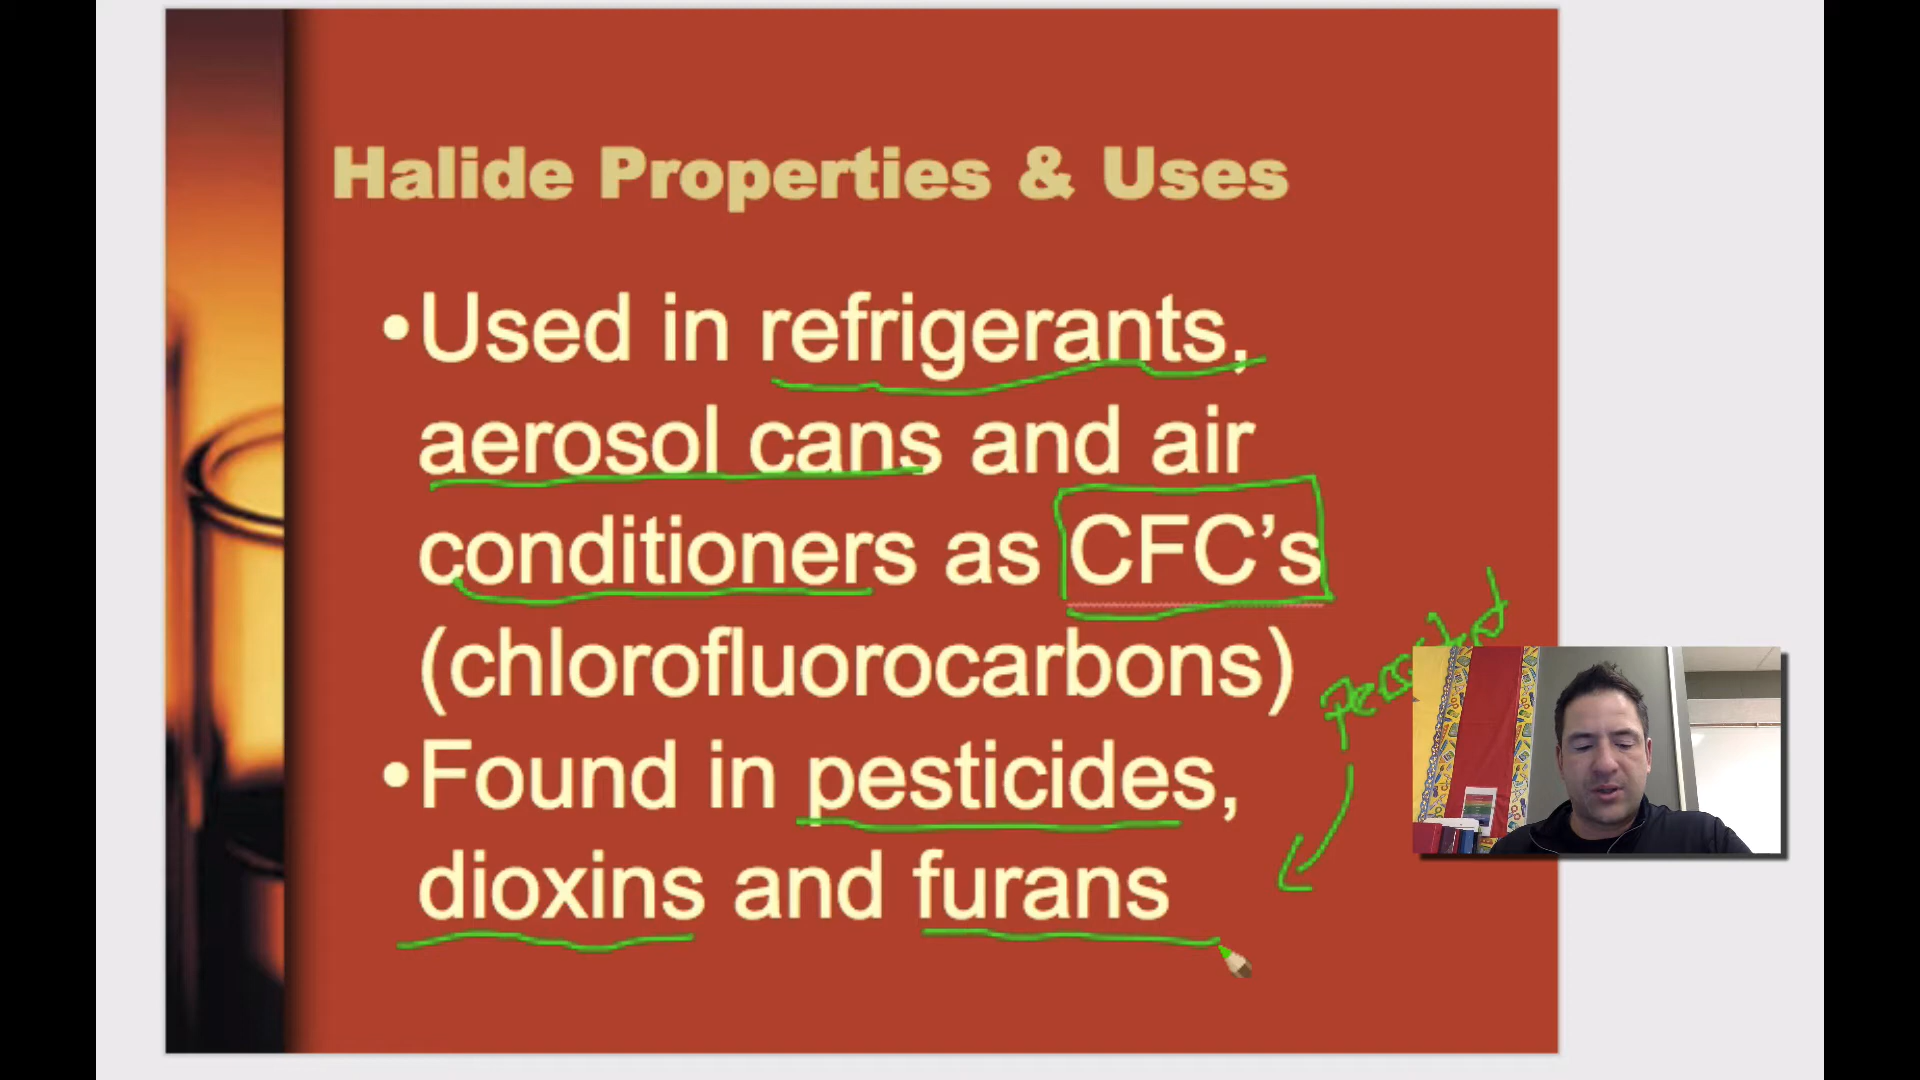 Halide Properties & Uses
•Used in refrigerants,
aerosol cans and air
conditioners as CFC’s
(chlorofluorocarbons)
•Found in pesticides,
dioxins and furans